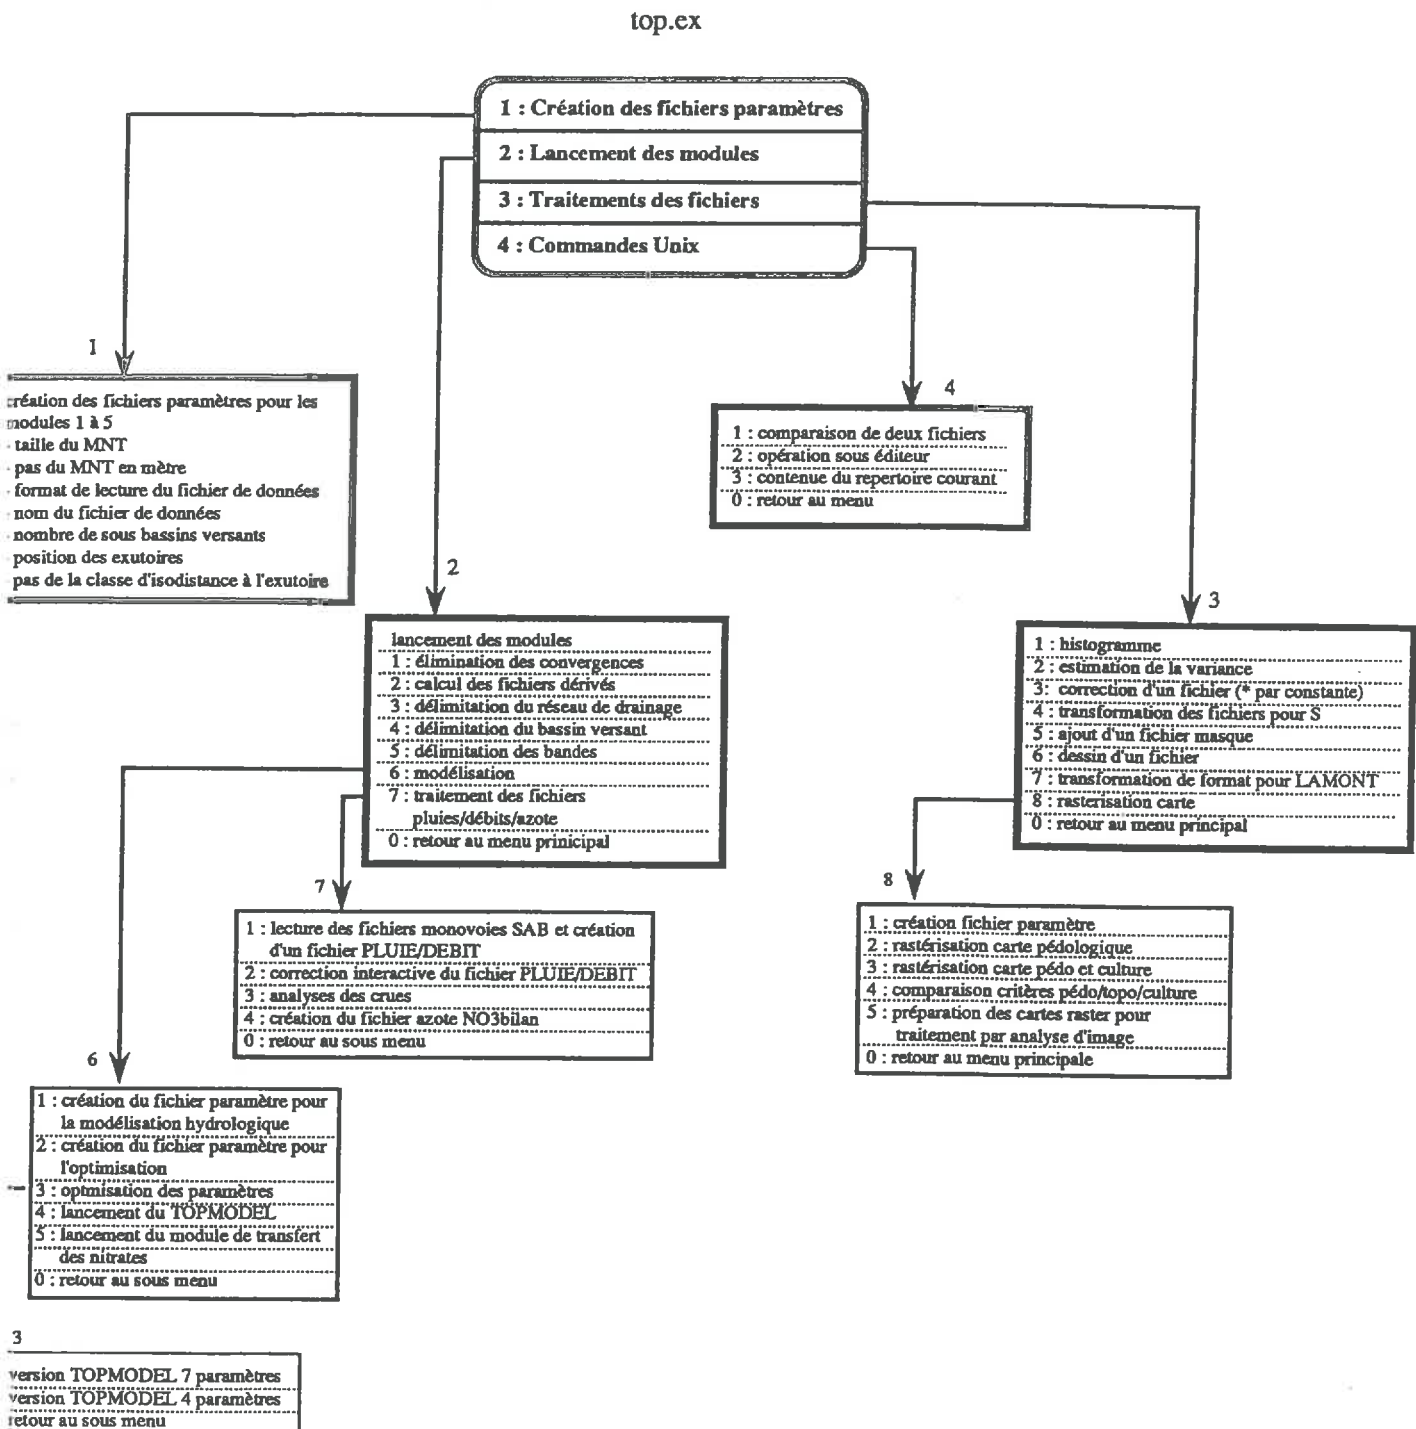 top.ex
1 : Création des fichiers paramètres
2 : Lancement des modules
3 : Traitements des fichiers
4 : Commandes Unix
1
réation des fichiers paramètres pour les
modules 1 à 5
- taille du MNT
- pas du MNT en mètre
- format de lecture du fichier de données
- nom du fichier de données
- nombre de sous bassins versants
- position des exutoires
- pas de la classe d'isodistance à l'exutoire
4
1 : comparaison de deux fichiers
2 : opération sous éditeur
3 : contenue du repertoire courant
0 : retour au menu
2
lancement des modules
1 : élimination des convergences
2 : calcul des fichiers dérivés
3 : délimitation du réseau de drainage
4 : délimitation du bassin versant
5 : délimitation des bandes
6 : modélisation
7 : traitement des fichiers
pluies/débits/azote
0 : retour au menu prinicipal
3
1 : histogramme
2 : estimation de la variance
3: correction d'un fichier (* par constante)
4 : transformation des fichiers pour S
5 : ajout d'un fichier masque
6 : dessin d'un fichier
7 : transformation de format pour LAMONT
8 : rasterisation carte
0 : retour au menu principal
7
1 : lecture des fichiers monovoies SAB et création
d'un fichier PLUIE/DEBIT
2 : correction interactive du fichier PLUIE/DEBIT
3 : analyses des crues
4 : création du fichier azote NO3bilan
0 : retour au sous menu
8
1 : création fichier paramètre
2 : rastérisation carte pédologique
3 : rastérisation carte pédo et culture
4 : comparaison critères pédo/topo/culture
5 : préparation des cartes raster pour
traitement par analyse d'image
0 : retour au menu principale
6
1 : création du fichier paramètre pour
la modélisation hydrologique
2 : création du fichier paramètre pour
l'optimisation
3 : optmisation des paramètres
4 : lancement du TOPMODEL
5 : lancement du module de transfert
des nitrates
0 : retour au sous menu
3
version TOPMODEL 7 paramètres
version TOPMODEL 4 paramètres
retour au sous menu